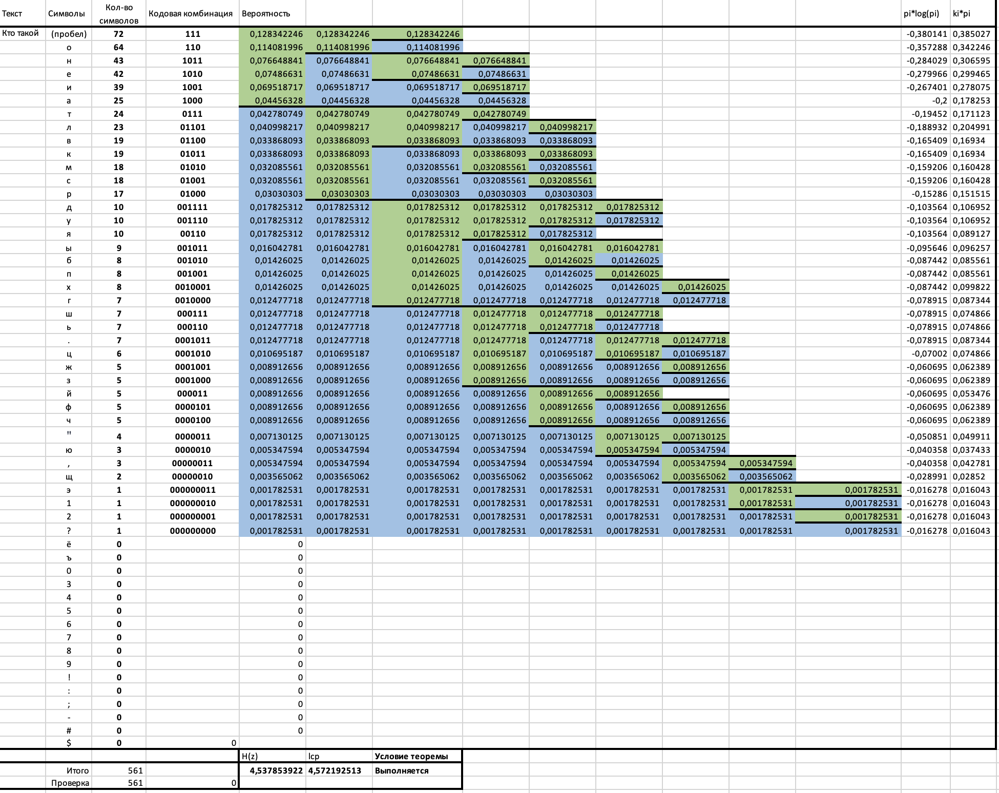 Текст Символы Кол-во символов Кодовая комбинация Вероятность pi*log(pi) ki*pi
Кто такой (пробел) 72 111 0,128342246 0,128342246 0,128342246 -0,380141 0,385027
о 64 110 0,114081996 0,114081996 0,114081996 -0,357288 0,342246
н 43 1011 0,076648841 0,076648841 0,076648841 0,076648841 -0,284029 0,306595
е 42 1010 0,07486631 0,07486631 0,07486631 0,07486631 -0,279966 0,299465
и 39 1001 0,069518717 0,069518717 0,069518717 0,069518717 -0,267401 0,278075
а 25 1000 0,04456328 0,04456328 0,04456328 0,04456328 -0,2 0,178253
т 24 0111 0,042780749 0,042780749 0,042780749 0,042780749 -0,19452 0,171123
л 23 01101 0,040998217 0,040998217 0,040998217 0,040998217 0,040998217 -0,188932 0,204991
в 19 01100 0,033868093 0,033868093 0,033868093 0,033868093 0,033868093 -0,165409 0,16934
к 19 01011 0,033868093 0,033868093 0,033868093 0,033868093 0,033868093 -0,165409 0,16934
м 18 01010 0,032085561 0,032085561 0,032085561 0,032085561 0,032085561 -0,159206 0,160428
с 18 01001 0,032085561 0,032085561 0,032085561 0,032085561 0,032085561 -0,159206 0,160428
р 17 01000 0,03030303 0,03030303 0,03030303 0,03030303 0,03030303 -0,15286 0,151515
д 10 001111 0,017825312 0,017825312 0,017825312 0,017825312 0,017825312 0,017825312 -0,103564 0,106952
у 10 001110 0,017825312 0,017825312 0,017825312 0,017825312 0,017825312 0,017825312 -0,103564 0,106952
я 10 00110 0,017825312 0,017825312 0,017825312 0,017825312 0,017825312 -0,103564 0,089127
ы 9 001011 0,016042781 0,016042781 0,016042781 0,016042781 0,016042781 0,016042781 -0,095646 0,096257
б 8 001010 0,01426025 0,01426025 0,01426025 0,01426025 0,01426025 0,01426025 -0,087442 0,085561
п 8 001001 0,01426025 0,01426025 0,01426025 0,01426025 0,01426025 0,01426025 -0,087442 0,085561
х 8 0010001 0,01426025 0,01426025 0,01426025 0,01426025 0,01426025 0,01426025 0,01426025 -0,087442 0,099822
г 7 0010000 0,012477718 0,012477718 0,012477718 0,012477718 0,012477718 0,012477718 0,012477718 -0,078915 0,087344
ш 7 000111 0,012477718 0,012477718 0,012477718 0,012477718 0,012477718 0,012477718 -0,078915 0,074866
ь 7 000110 0,012477718 0,012477718 0,012477718 0,012477718 0,012477718 0,012477718 -0,078915 0,074866
. 7 0001011 0,012477718 0,012477718 0,012477718 0,012477718 0,012477718 0,012477718 0,012477718 -0,078915 0,087344
ц 6 0001010 0,010695187 0,010695187 0,010695187 0,010695187 0,010695187 0,010695187 0,010695187 -0,07002 0,074866
ж 5 0001001 0,008912656 0,008912656 0,008912656 0,008912656 0,008912656 0,008912656 0,008912656 -0,060695 0,062389
з 5 0001000 0,008912656 0,008912656 0,008912656 0,008912656 0,008912656 0,008912656 0,008912656 -0,060695 0,062389
й 5 000011 0,008912656 0,008912656 0,008912656 0,008912656 0,008912656 0,008912656 -0,060695 0,053476
ф 5 0000101 0,008912656 0,008912656 0,008912656 0,008912656 0,008912656 0,008912656 0,008912656 -0,060695 0,062389
ч 5 0000100 0,008912656 0,008912656 0,008912656 0,008912656 0,008912656 0,008912656 0,008912656 -0,060695 0,062389
" 4 0000011 0,007130125 0,007130125 0,007130125 0,007130125 0,007130125 0,007130125 0,007130125 -0,050851 0,049911
ю 3 0000010 0,005347594 0,005347594 0,005347594 0,005347594 0,005347594 0,005347594 0,005347594 -0,040358 0,037433
, 3 00000011 0,005347594 0,005347594 0,005347594 0,005347594 0,005347594 0,005347594 0,005347594 0,005347594 -0,040358 0,042781
щ 2 00000010 0,003565062 0,003565062 0,003565062 0,003565062 0,003565062 0,003565062 0,003565062 0,003565062 -0,028991 0,02852
э 1 000000011 0,001782531 0,001782531 0,001782531 0,001782531 0,001782531 0,001782531 0,001782531 0,001782531 0,001782531 -0,016278 0,016043
1 1 000000010 0,001782531 0,001782531 0,001782531 0,001782531 0,001782531 0,001782531 0,001782531 0,001782531 0,001782531 -0,016278 0,016043
2 1 000000001 0,001782531 0,001782531 0,001782531 0,001782531 0,001782531 0,001782531 0,001782531 0,001782531 0,001782531 -0,016278 0,016043
? 1 000000000 0,001782531 0,001782531 0,001782531 0,001782531 0,001782531 0,001782531 0,001782531 0,001782531 0,001782531 -0,016278 0,016043
ё 0 0
ъ 0 0
0 0 0
3 0 0
4 0 0
5 0 0
6 0 0
7 0 0
8 0 0
9 0 0
! 0 0
: 0 0
; 0 0
- 0 0
# 0 0
$ 0 0
H(z) lcp Условие теоремы
Итого 561 4,537853922 4,572192513 Выполняется
Проверка 561 0